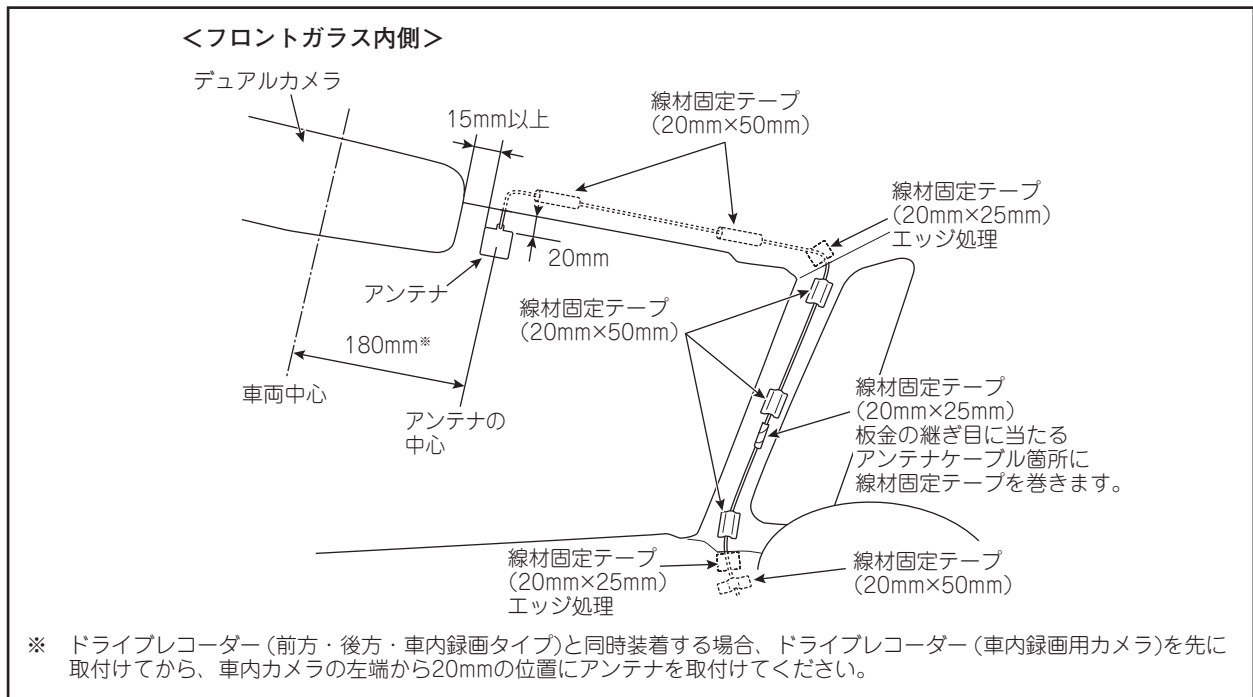 ＜フロントガラス内側＞
デュアルカメラ
15mm以上
線材固定テープ
(20mm×50mm)
線材固定テープ
(20mm×25mm)
エッジ処理
20mm
アンテナ
線材固定テープ
(20mm×50mm)
180mm※
車両中心
アンテナの
中心
線材固定テープ
(20mm×25mm)
板金の継ぎ目に当たる
アンテナケーブル箇所に
線材固定テープを巻きます。
線材固定テープ
(20mm×25mm)
エッジ処理
線材固定テープ
(20mm×50mm)
※ ドライブレコーダー(前方・後方・車内録画タイプ)と同時装着する場合、ドライブレコーダー(車内録画用カメラ)を先に
取付けてから、車内カメラの左端から20mmの位置にアンテナを取付けてください。